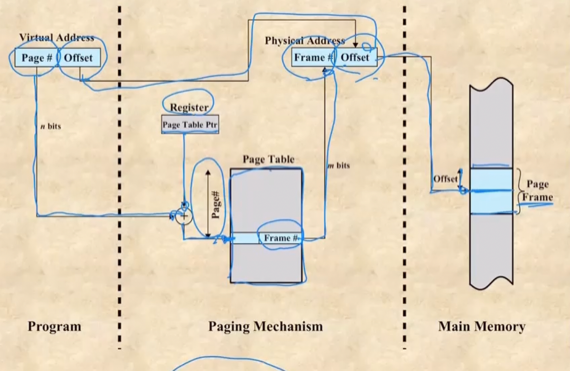 Virtual Address
Page # Offset
Physical Address
Frame # Offset
Register
Page Table Ptr
n bits
Page Table
m bits
Page#
Frame #
Offset
Page
Frame
Program
Paging Mechanism
Main Memory